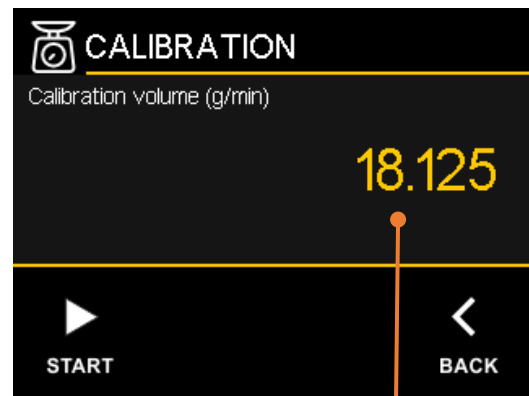 CALIBRATION
Calibration volume (g/min)
18.125
START
BACK